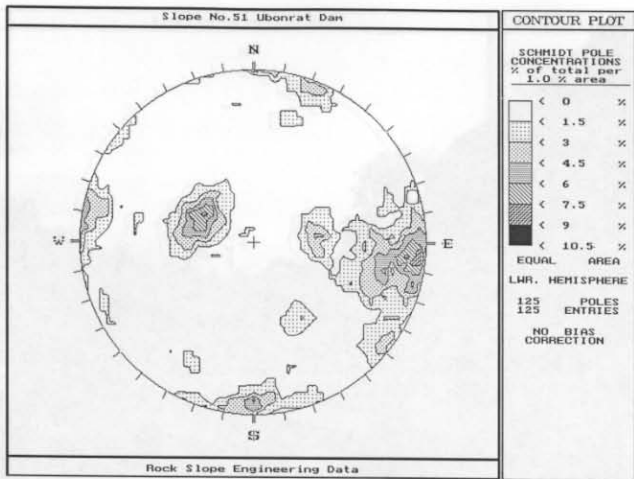 Slope No.51 Ubonrat Dam
N
W
E
S
Rock Slope Engineering Data
CONTOUR PLOT
SCHMIDT POLE
CONCENTRATIONS
% of total per
1.0 % area
< 0 %
< 1.5 %
< 3 %
< 4.5 %
< 6 %
< 7.5 %
< 9 %
< 10.5 %
EQUAL AREA
LWR. HEMISPHERE
125 POLES
125 ENTRIES
NO BIAS
CORRECTION